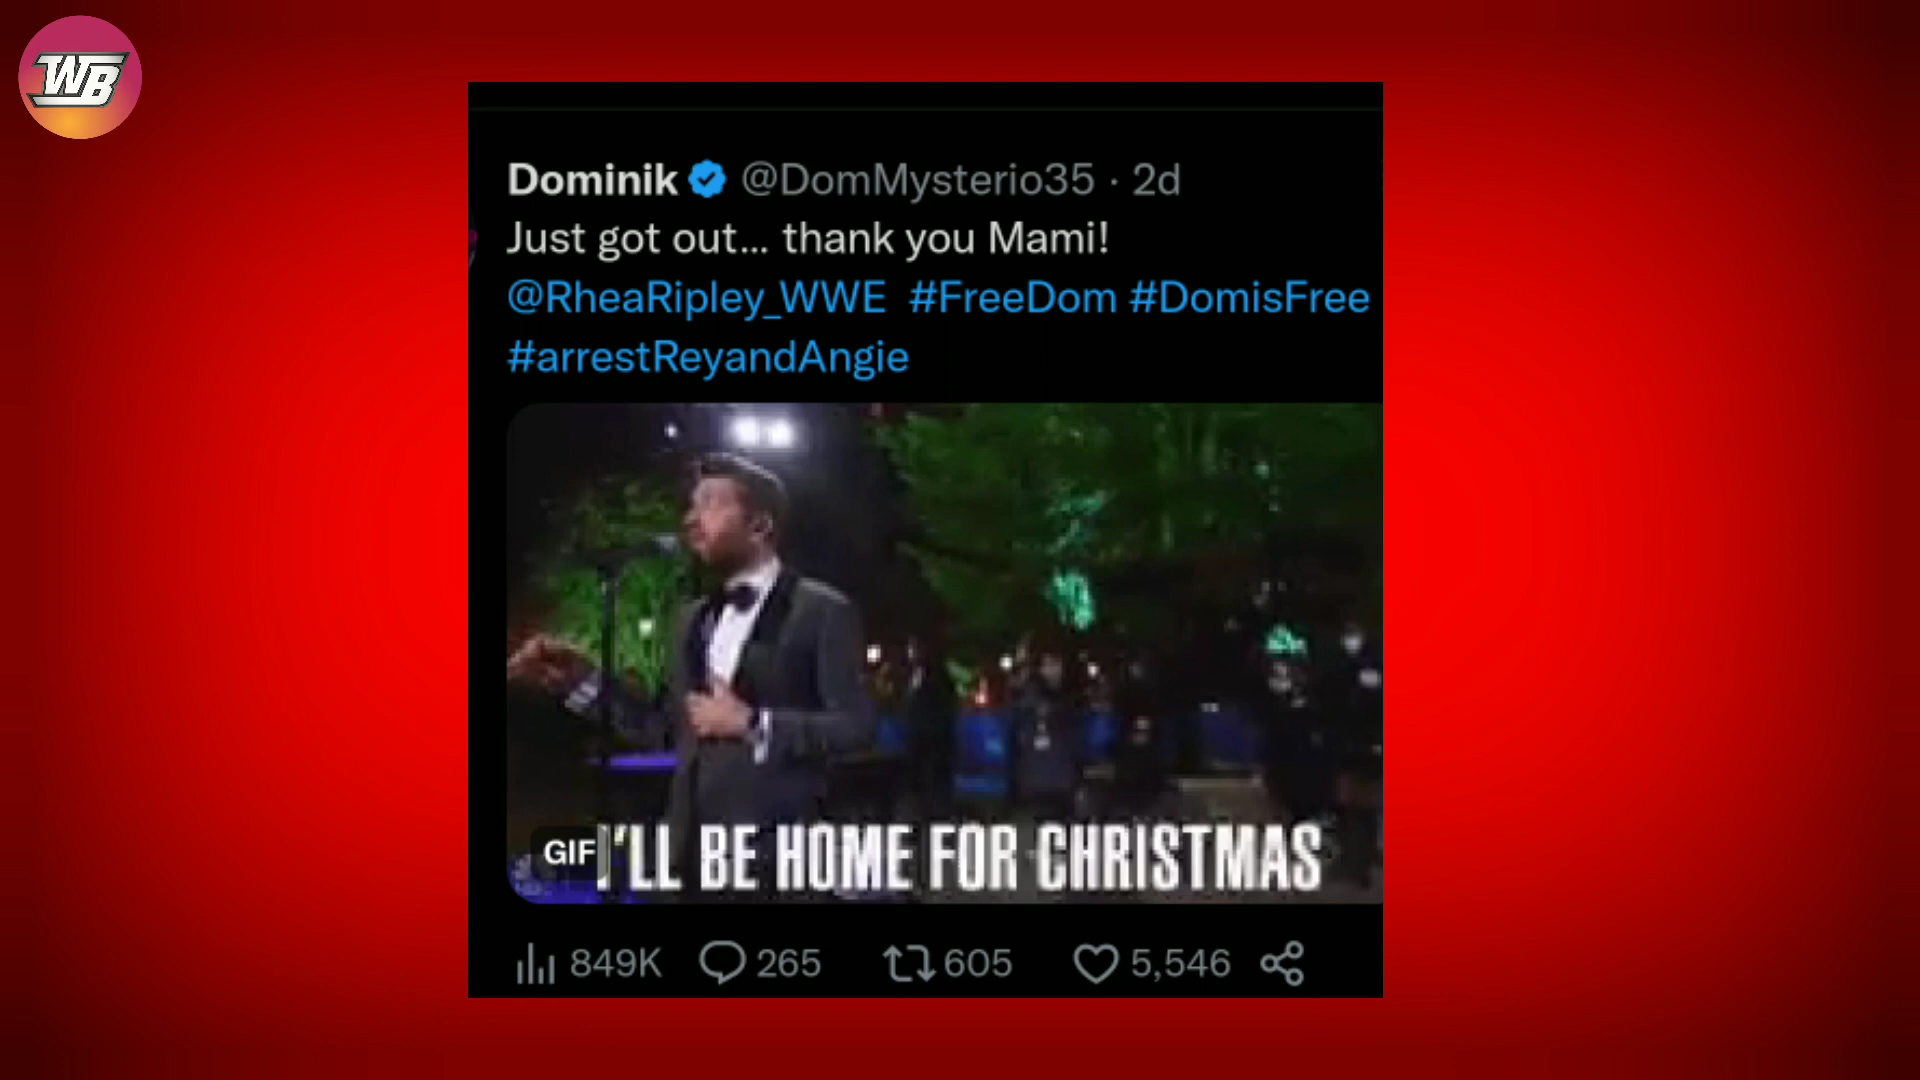 WB
Dominik @DomMysterio35 · 2d
Just got out... thank you Mami!
@RheaRipley_WWE #FreeDom #DomisFree
#arrestReyandAngie
GIF I'LL BE HOME FOR CHRISTMAS
849K 265 605 5,546